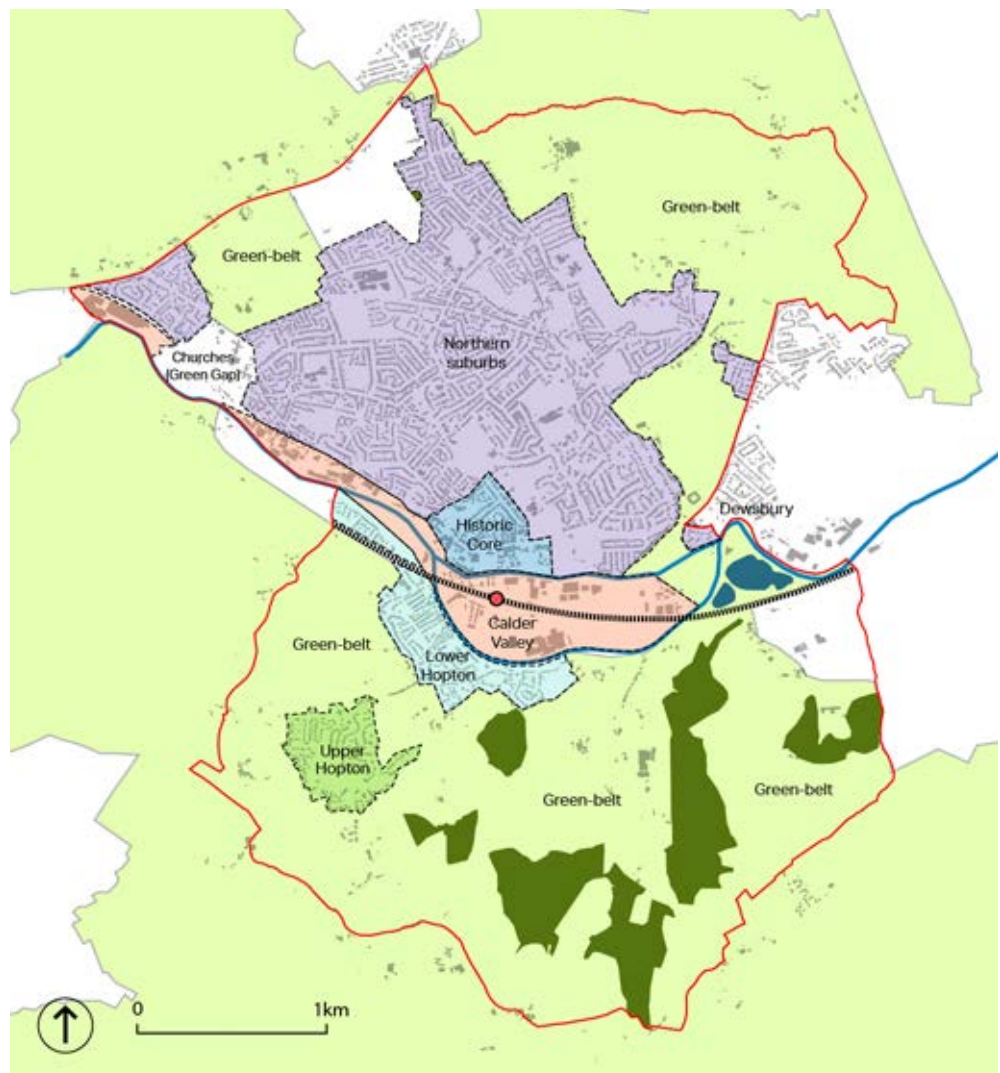 Green-belt
Green-belt
Northern
suburbs
Churches
(Green Gap)
Dewsbury
Historic
Core
Calder
Valley
Green-belt
Lower
Hopton
Upper
Hopton
Green-belt
Green-belt
0
1km